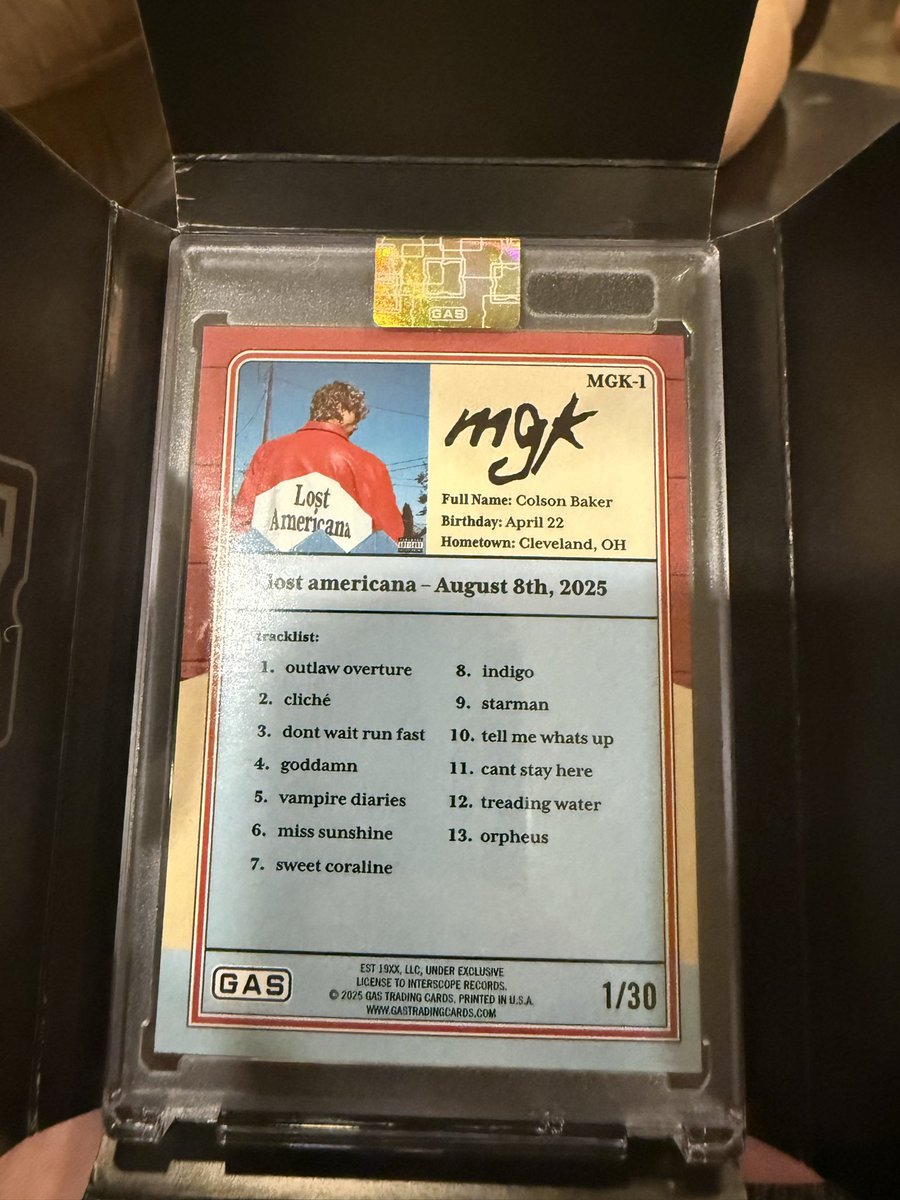 GAS
MGK-1
mgk
Lost
Americana
Full Name: Colson Baker
Birthday: April 22
Hometown: Cleveland, OH
lost americana – August 8th, 2025
tracklist:
1. outlaw overture
2. cliché
3. dont wait run fast
4. goddamn
5. vampire diaries
6. miss sunshine
7. sweet coraline
8. indigo
9. starman
10. tell me whats up
11. cant stay here
12. treading water
13. orpheus
GAS
EST 19XX, LLC, UNDER EXCLUSIVE
LICENSE TO INTERSCOPE RECORDS.
© 2025 GAS TRADING CARDS. PRINTED IN U.S.A.
WWW.GASTRADINGCARDS.COM
1/30